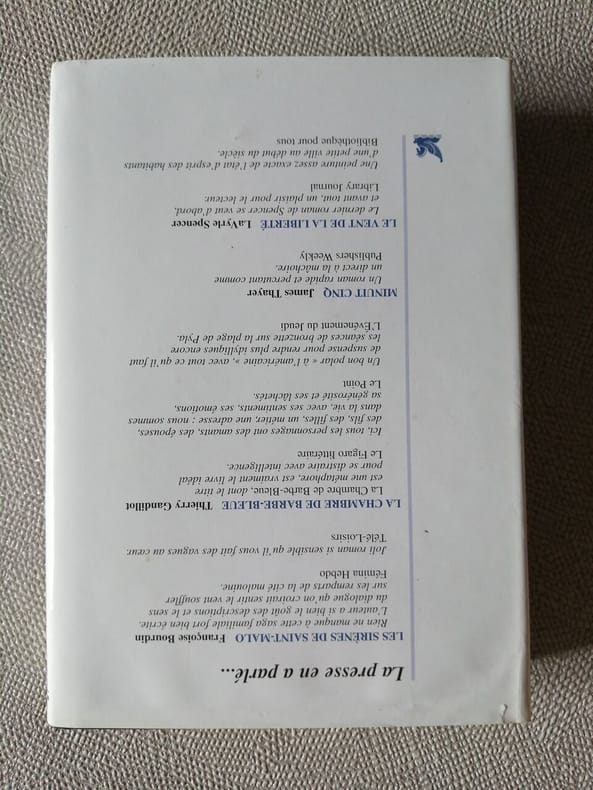 La presse en a parlé...
LES SIRÈNES DE SAINT-MALO Françoise Bourdin
Rien ne manque à cette saga familiale fort bien écrite.
L'auteur a si bien le goût des descriptions et le sens
du dialogue qu'on croirait sentir le vent souffler
sur les remparts de la cité malouine.
Fémina Hebdo
Joli roman si sensible qu'il vous fait des vagues au cœur.
Télé-Loisirs
LA CHAMBRE DE BARBE-BLEUE Thierry Gandillot
La Chambre de Barbe-Bleue, dont le titre
est une métaphore, est vraiment le livre idéal
pour se distraire avec intelligence.
Le Figaro littéraire
Ici, tous les personnages ont des amants, des épouses,
des fils, des filles, un métier, une adresse : nous sommes
dans la vie, avec ses sentiments, ses émotions,
sa générosité et ses lâchetés.
Le Point
Un bon polar « à l'américaine », avec tout ce qu'il faut
de suspense pour rendre plus idylliques encore
les séances de bronzette sur la plage de Pyla.
L'Événement du Jeudi
MINUIT CINQ James Thayer
Un roman rapide et percutant comme
un direct à la mâchoire.
Publishers Weekly
LE VENT DE LA LIBERTÉ LaVyrle Spencer
Le dernier roman de Spencer se veut d'abord,
et avant tout, un plaisir pour le lecteur.
Library Journal
Une peinture assez exacte de l'état d'esprit des habitants
d'une petite ville au début du siècle.
Bibliothèque pour tous